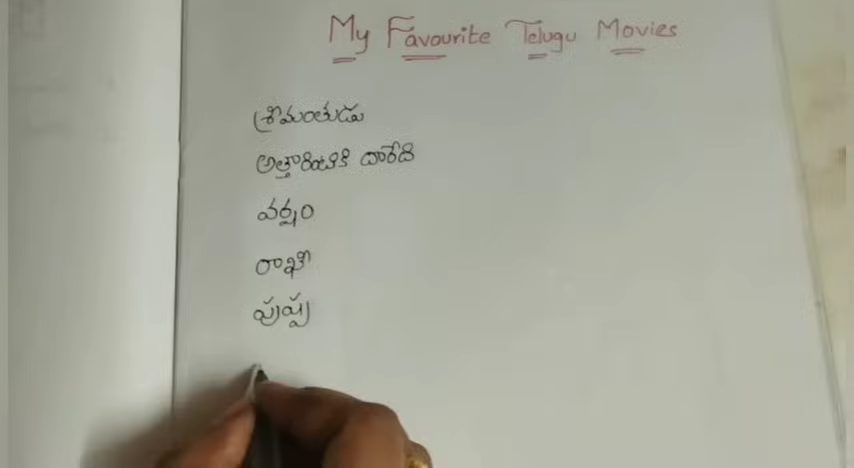 My Favourite Telugu Movies
శ్రీమంతుడు
అత్తారింటికి దారేది
వర్షం
రాఖీ
పుష్ప